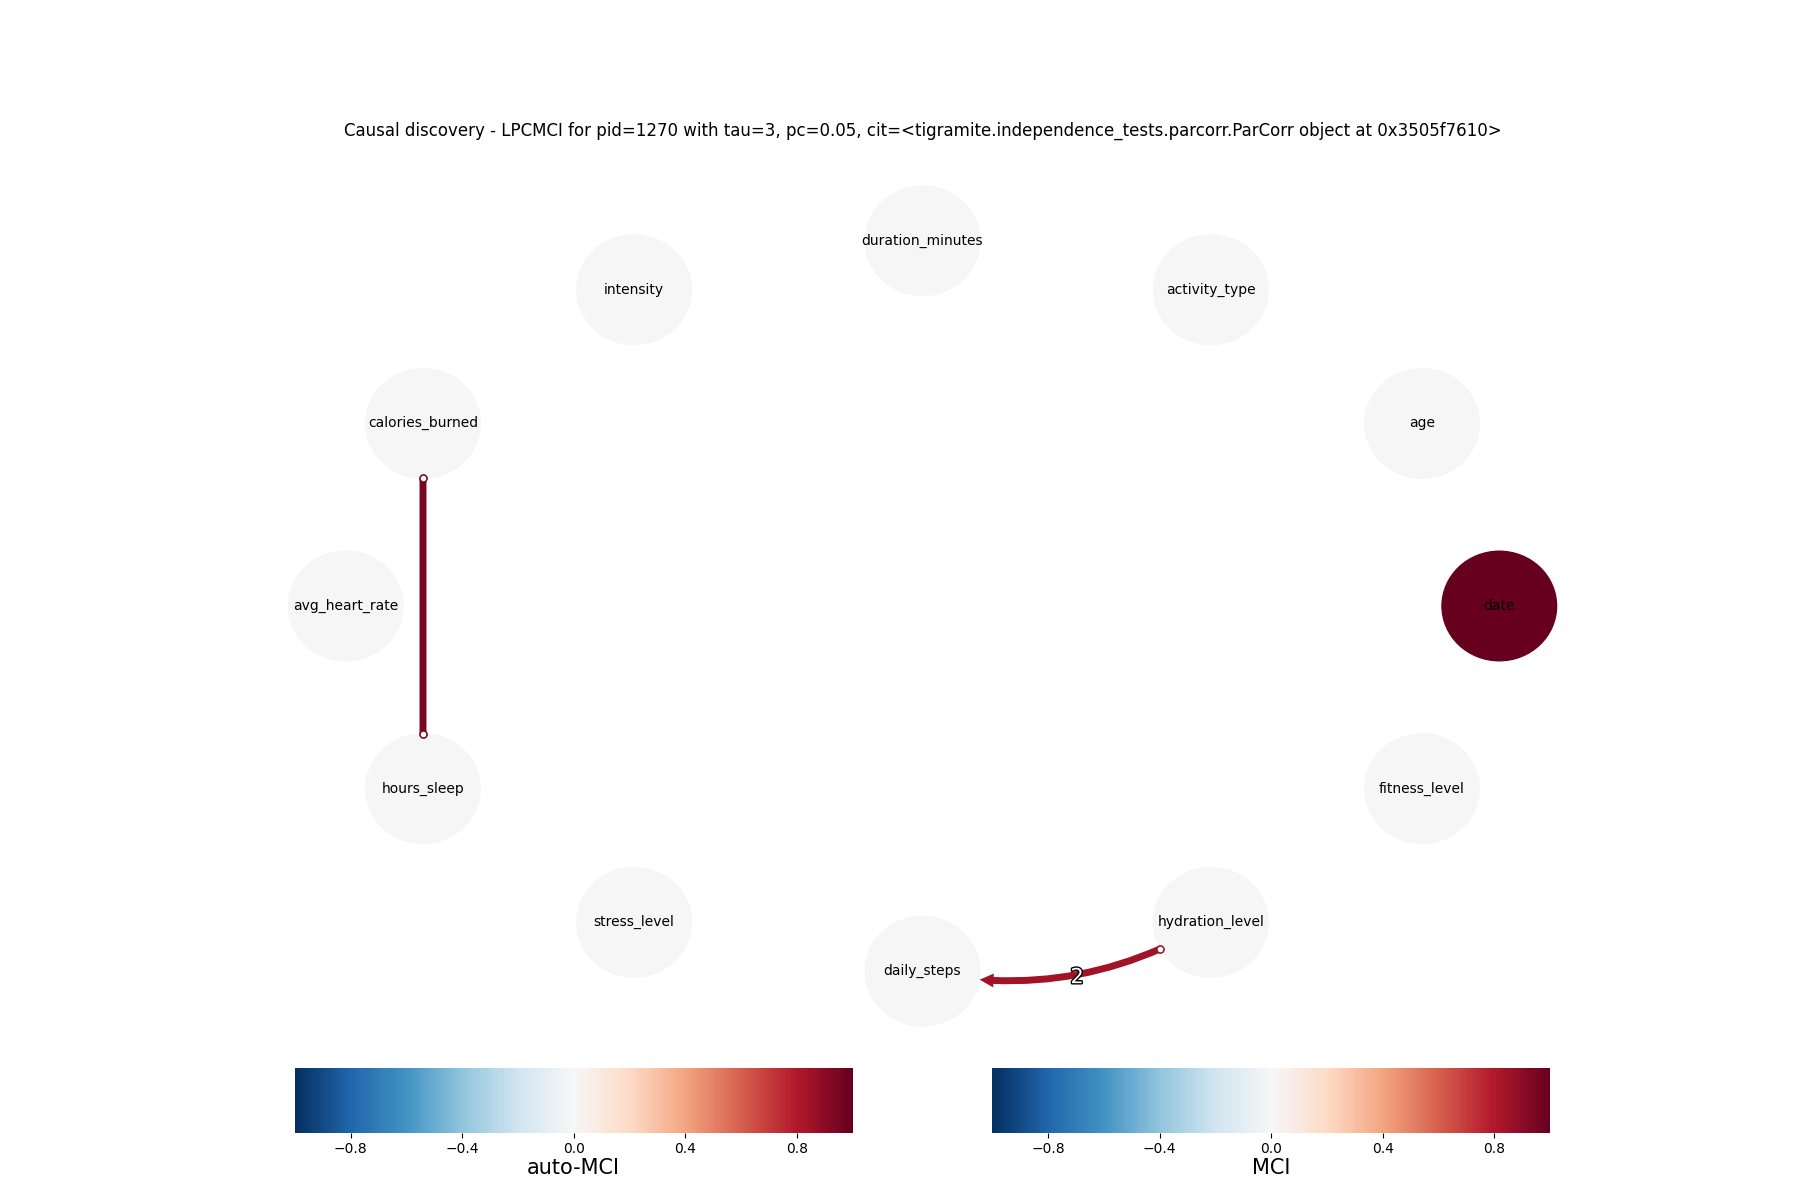 Causal discovery - LPCMCI for pid=1270 with tau=3, pc=0.05, cit=<tigramite.independence_tests.parcorr.ParCorr object at 0x3505f7610>
duration_minutes
intensity
activity_type
calories_burned
age
avg_heart_rate
date
hours_sleep
fitness_level
stress_level
hydration_level
daily_steps
2
−0.8 −0.4 0.0 0.4 0.8
auto-MCI
−0.8 −0.4 0.0 0.4 0.8
MCI